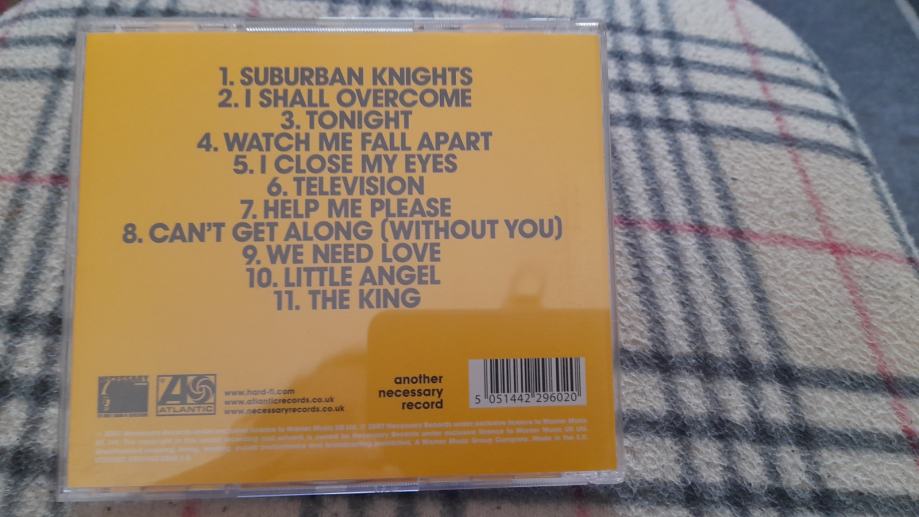 1. SUBURBAN KNIGHTS
2. I SHALL OVERCOME
3. TONIGHT
4. WATCH ME FALL APART
5. I CLOSE MY EYES
6. TELEVISION
7. HELP ME PLEASE
8. CAN'T GET ALONG (WITHOUT YOU)
9. WE NEED LOVE
10. LITTLE ANGEL
11. THE KING
ATLANTIC
www.hard-fi.com
www.atlanticrecords.co.uk
www.necessaryrecords.co.uk
another
necessary
record
5 051442 296020